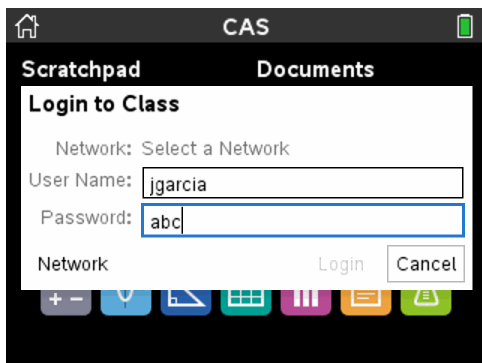 CAS
Scratchpad Documents
Login to Class
Network: Select a Network
User Name: jgarcia
Password: abc
Network Login Cancel